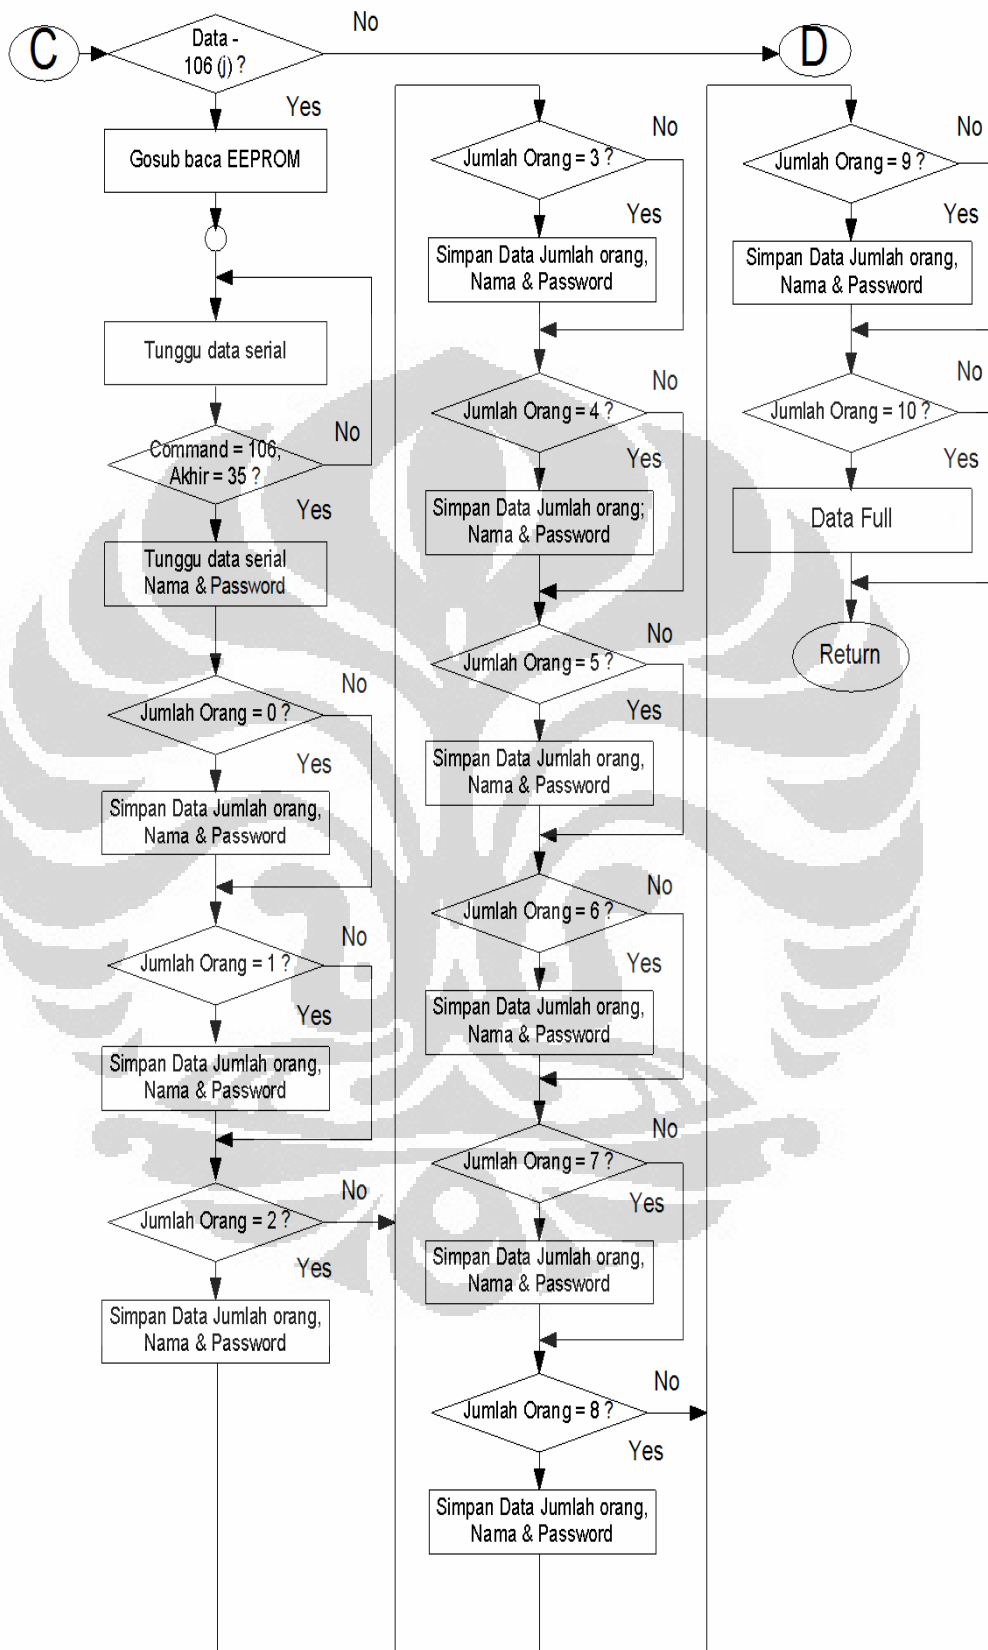 C
Data -
106 (j) ?
No
D
Yes
Gosub baca EEPROM
Tunggu data serial
Command = 106,
Akhir = 35 ?
No
Yes
Tunggu data serial
Nama & Password
Jumlah Orang = 0 ?
No
Yes
Simpan Data Jumlah orang,
Nama & Password
Jumlah Orang = 1 ?
No
Yes
Simpan Data Jumlah orang,
Nama & Password
Jumlah Orang = 2 ?
No
Yes
Simpan Data Jumlah orang,
Nama & Password
Jumlah Orang = 3 ?
No
Yes
Simpan Data Jumlah orang,
Nama & Password
Jumlah Orang = 4 ?
No
Yes
Simpan Data Jumlah orang;
Nama & Password
Jumlah Orang = 5 ?
No
Yes
Simpan Data Jumlah orang,
Nama & Password
Jumlah Orang = 6 ?
No
Yes
Simpan Data Jumlah orang,
Nama & Password
Jumlah Orang = 7 ?
No
Yes
Simpan Data Jumlah orang,
Nama & Password
Jumlah Orang = 8 ?
No
Yes
Simpan Data Jumlah orang,
Nama & Password
Jumlah Orang = 9 ?
No
Yes
Simpan Data Jumlah orang,
Nama & Password
Jumlah Orang = 10 ?
No
Yes
Data Full
Return